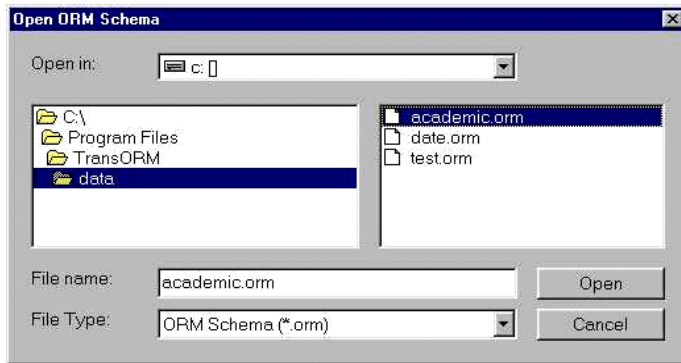 Open ORM Schema
Open in:
c: []
C:\
Program Files
TransORM
data
academic.orm
date.orm
test.orm
File name:
academic.orm
Open
File Type:
ORM Schema (*.orm)
Cancel